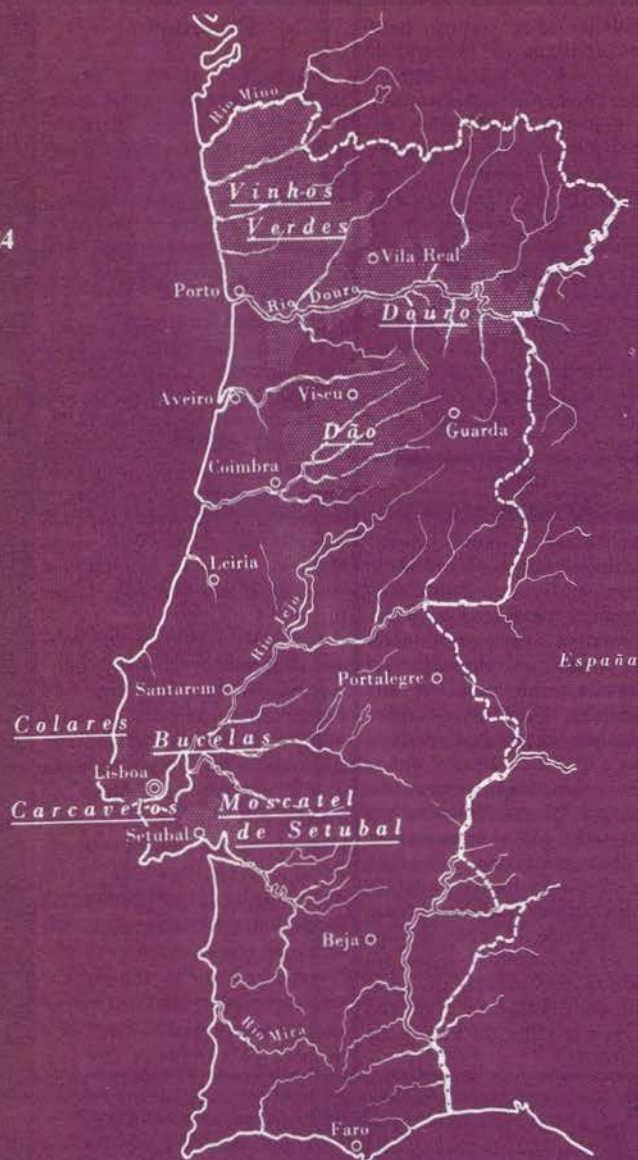 Rio Mino
Vinhos
Verdes
4
Vila Real
Porto
Rio Douro
Douro
Aveiro
Viseu
Dão
Guarda
Coimbra
Leiria
Rio Tejo
España
Santarem
Portalegre
Colares
Bucelas
Lisboa
Carcavelos
Moscatel
de Setubal
Setubal
Beja
Rio Mira
Faro